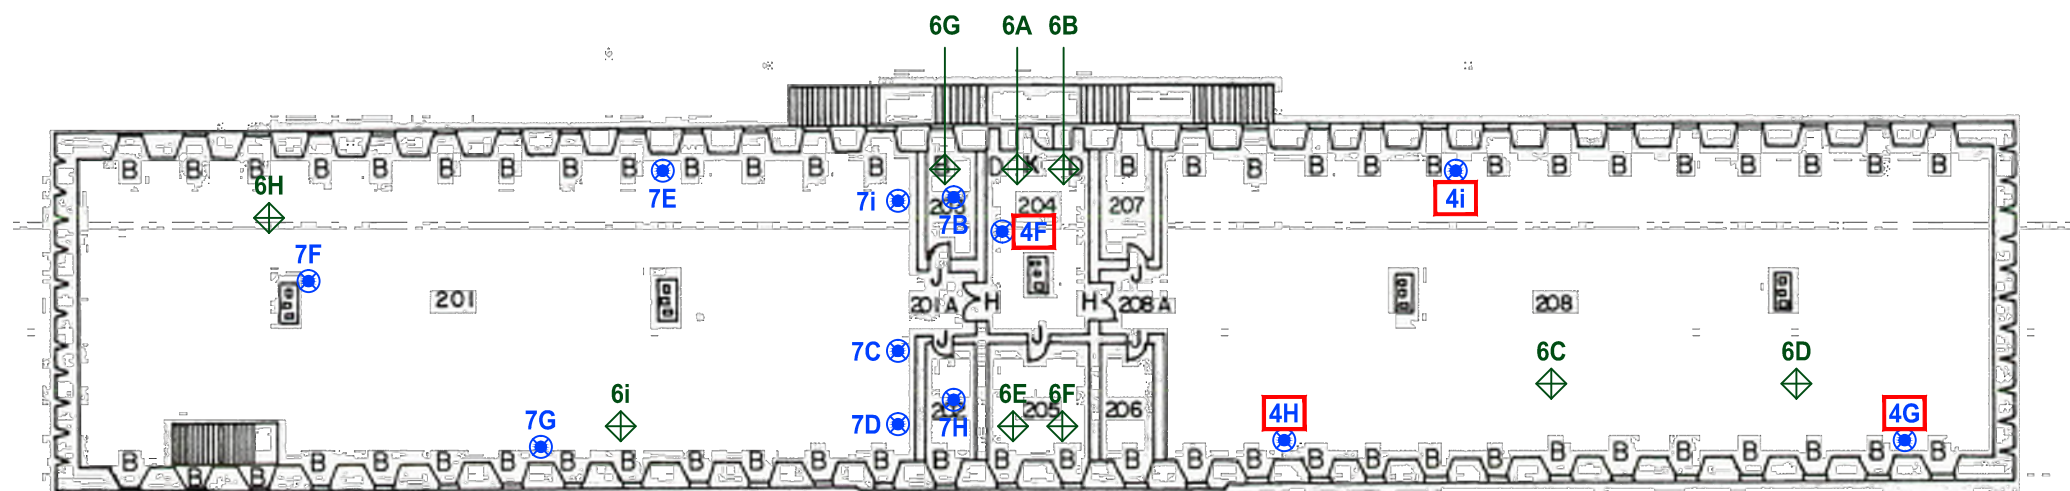 6G 6A 6B
B B B B B B B B B B B B D K D B B B B B B B B B B B B B B
6H 7E 7i 7B 204 207 4i
4F
7F J J
201 201A H H 208A 208
J J J
7C 6C 6D
6i 6E 6F 4H 4G
7G 7D 7H 205 206
B B B B B B B B B B B B B B B B B B B B B B B B B B B B
B B